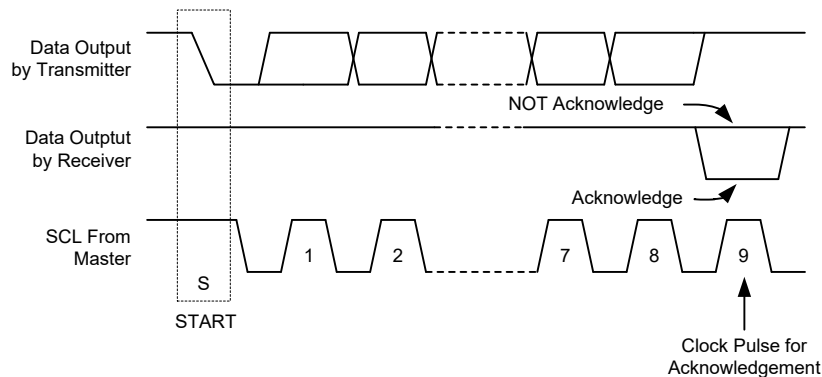 Data Output
by Transmitter
NOT Acknowledge
Data Outptut
by Receiver
Acknowledge
SCL From
Master
1
2
7
8
9
S
START
Clock Pulse for
Acknowledgement